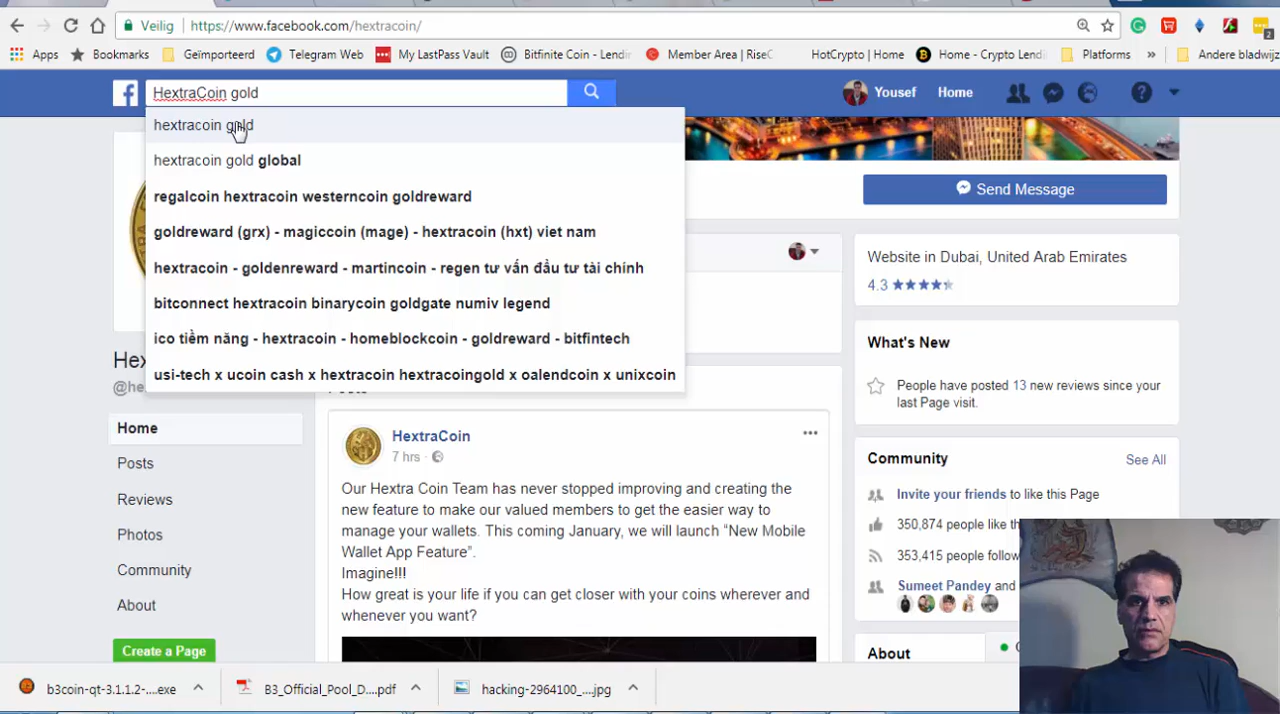 Veilig
https://www.facebook.com/hextracoin/
2
Apps
Bookmarks
Geïmporteerd
Telegram Web
My LastPass Vault
Bitfinite Coin - Lendin
Member Area | RiseC
HotCrypto | Home
Home - Crypto Lendi
Platforms
»
Andere bladwijz
HextraCoin gold
Yousef
Home
hextracoin gold
hextracoin gold global
regalcoin hextracoin westerncoin goldreward
goldreward (grx) - magiccoin (mage) - hextracoin (hxt) viet nam
hextracoin - goldenreward - martincoin - regen tư vấn đầu tư tài chính
bitconnect hextracoin binarycoin goldgate numiv legend
ico tiềm năng - hextracoin - homeblockcoin - goldreward - bitfintech
usi-tech x ucoin cash x hextracoin hextracoingold x oalendcoin x unixcoin
Send Message
Website in Dubai, United Arab Emirates
4.3
What's New
People have posted 13 new reviews since your
last Page visit.
Community
See All
Invite your friends to like this Page
350,874 people like th
353,415 people follow
Sumeet Pandey and
About
Hex
@he
Home
Posts
Reviews
Photos
Community
About
Create a Page
HextraCoin
7 hrs
Our Hextra Coin Team has never stopped improving and creating the
new feature to make our valued members to get the easier way to
manage your wallets. This coming January, we will launch “New Mobile
Wallet App Feature”.
Imagine!!!
How great is your life if you can get closer with your coins wherever and
whenever you want?
b3coin-qt-3.1.1.2-....exe
B3_Official_Pool_D....pdf
hacking-2964100_....jpg